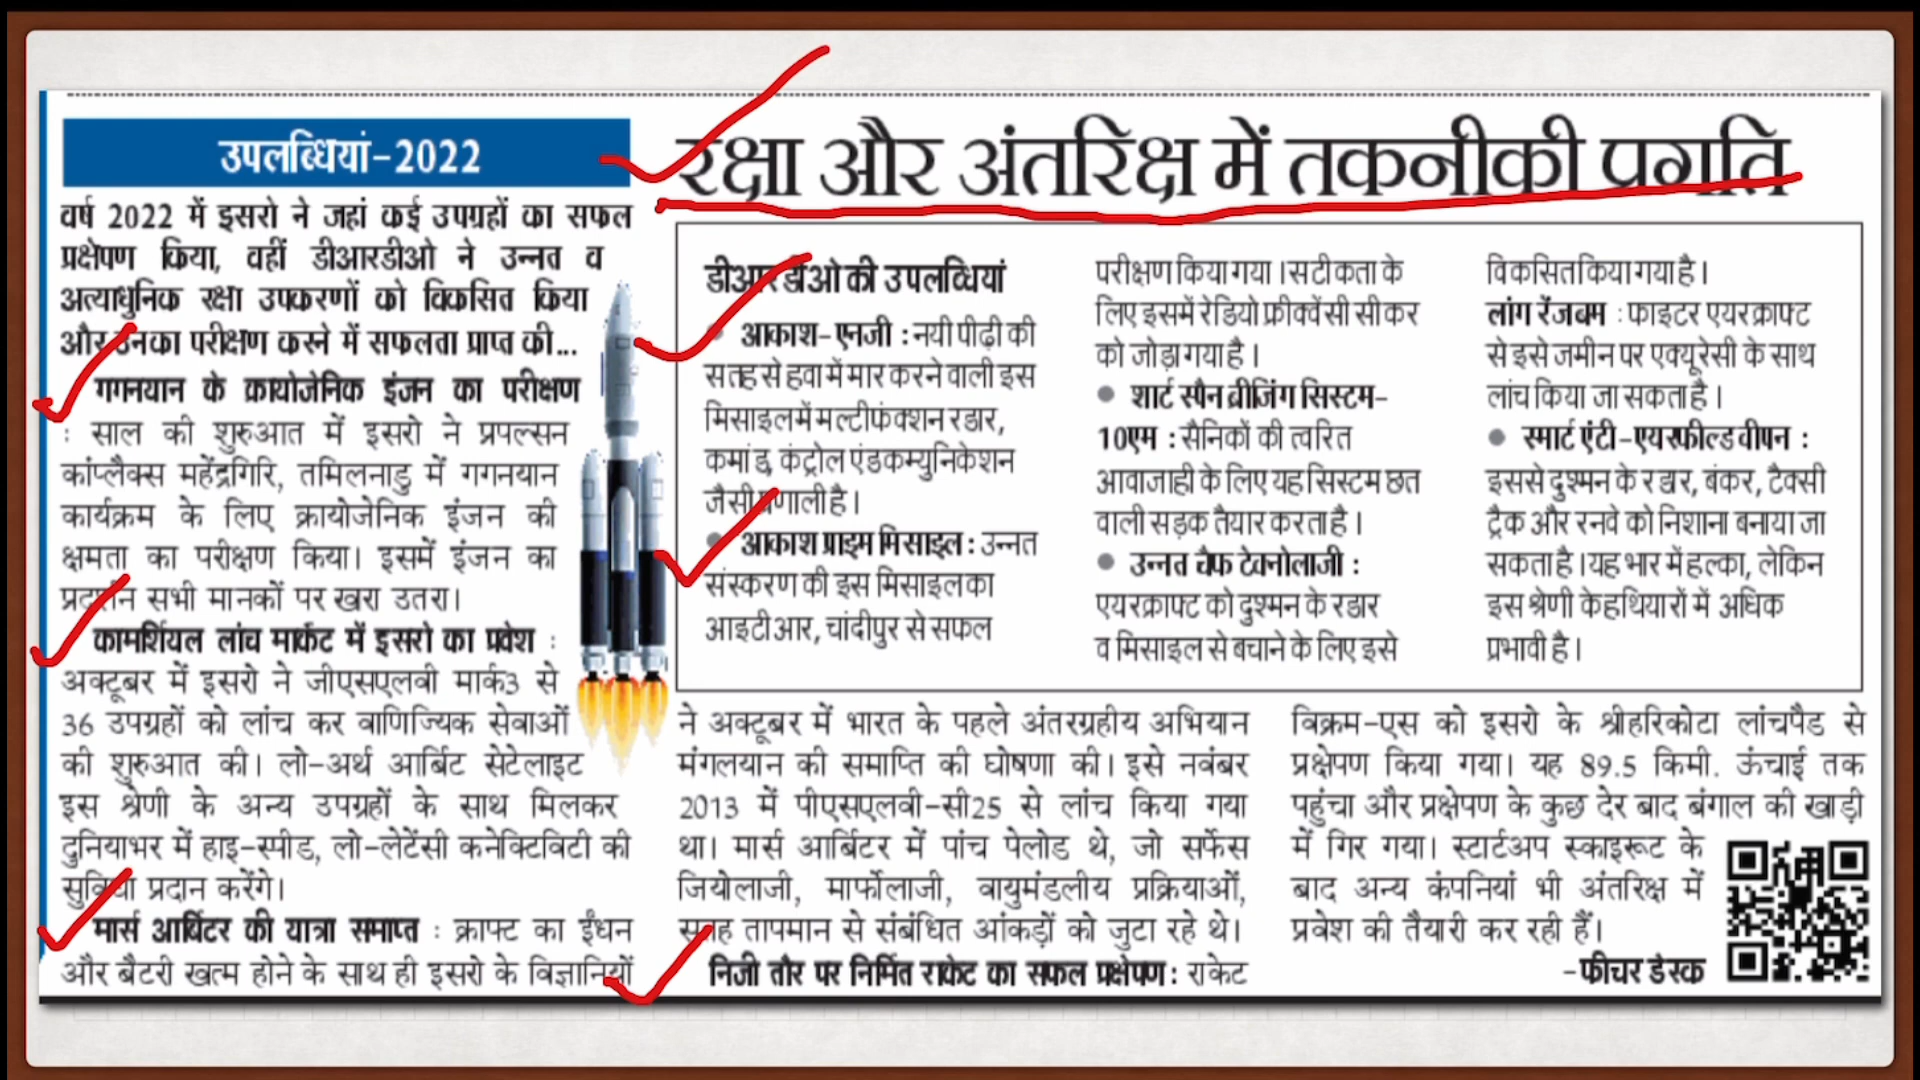 उपलब्धियां-2022
रक्षा और अंतरिक्ष में तकनीकी प्रगति
वर्ष 2022 में इसरो ने जहां कई उपग्रहों का सफल
प्रक्षेपण किया, वहीं डीआरडीओ ने उन्नत व
अत्याधुनिक रक्षा उपकरणों को विकसित किया
और उनका परीक्षण करने में सफलता प्राप्त की...
गगनयान के क्रायोजेनिक इंजन का परीक्षण
: साल की शुरुआत में इसरो ने प्रपल्सन
कांप्लैक्स महेंद्रगिरि, तमिलनाडु में गगनयान
कार्यक्रम के लिए क्रायोजेनिक इंजन की
क्षमता का परीक्षण किया। इसमें इंजन का
प्रदर्शन सभी मानकों पर खरा उतरा।
कामर्शियल लांच मार्केट में इसरो का प्रवेश :
अक्टूबर में इसरो ने जीएसएलवी मार्क3 से
36 उपग्रहों को लांच कर वाणिज्यिक सेवाओं
की शुरुआत की। लो-अर्थ आर्बिट सेटेलाइट
इस श्रेणी के अन्य उपग्रहों के साथ मिलकर
दुनियाभर में हाइ-स्पीड, लो-लेटेंसी कनेक्टिविटी की
सुविधा प्रदान करेंगे।
मार्स आर्बिटर की यात्रा समाप्त : क्राफ्ट का ईंधन
और बैटरी खत्म होने के साथ ही इसरो के विज्ञानियों
डीआरडीओ की उपलब्धियां
● आकाश-एनजी : नयी पीढ़ी की
सतह से हवा में मार करने वाली इस
मिसाइल में मल्टीफंक्शन रडार,
कमांड, कंट्रोल एंड कम्युनिकेशन
जैसी प्रणाली है।
● आकाश प्राइम मिसाइल : उन्नत
संस्करण की इस मिसाइल का
आइटीआर, चांदीपुर से सफल
परीक्षण किया गया। सटीकता के
लिए इसमें रेडियो फ्रीक्वेंसी सीकर
को जोड़ा गया है।
● शार्ट स्पैन ब्रीजिंग सिस्टम-
10एम : सैनिकों की त्वरित
आवाजाही के लिए यह सिस्टम छत
वाली सड़क तैयार करता है।
● उन्नत चैफ टेक्नोलाजी :
एयरक्राफ्ट को दुश्मन के रडार
व मिसाइल से बचाने के लिए इसे
विकसित किया गया है।
लांग रेंज बम : फाइटर एयरक्राफ्ट
से इसे जमीन पर एक्यूरेसी के साथ
लांच किया जा सकता है।
● स्मार्ट एंटी-एयरफील्ड वीपन :
इससे दुश्मन के रडार, बंकर, टैक्सी
ट्रैक और रनवे को निशाना बनाया जा
सकता है। यह भार में हल्का, लेकिन
इस श्रेणी के हथियारों में अधिक
प्रभावी है।
ने अक्टूबर में भारत के पहले अंतरग्रहीय अभियान
मंगलयान की समाप्ति की घोषणा की। इसे नवंबर
2013 में पीएसएलवी-सी25 से लांच किया गया
था। मार्स आर्बिटर में पांच पेलोड थे, जो सर्फेस
जियोलाजी, मार्फोलाजी, वायुमंडलीय प्रक्रियाओं,
सतह तापमान से संबंधित आंकड़ों को जुटा रहे थे।
निजी तौर पर निर्मित राकेट का सफल प्रक्षेपण : राकेट
विक्रम-एस को इसरो के श्रीहरिकोटा लांचपैड से
प्रक्षेपण किया गया। यह 89.5 किमी. ऊंचाई तक
पहुंचा और प्रक्षेपण के कुछ देर बाद बंगाल की खाड़ी
में गिर गया। स्टार्टअप स्काइरूट के
बाद अन्य कंपनियां भी अंतरिक्ष में
प्रवेश की तैयारी कर रही हैं।
-फीचर डेस्क